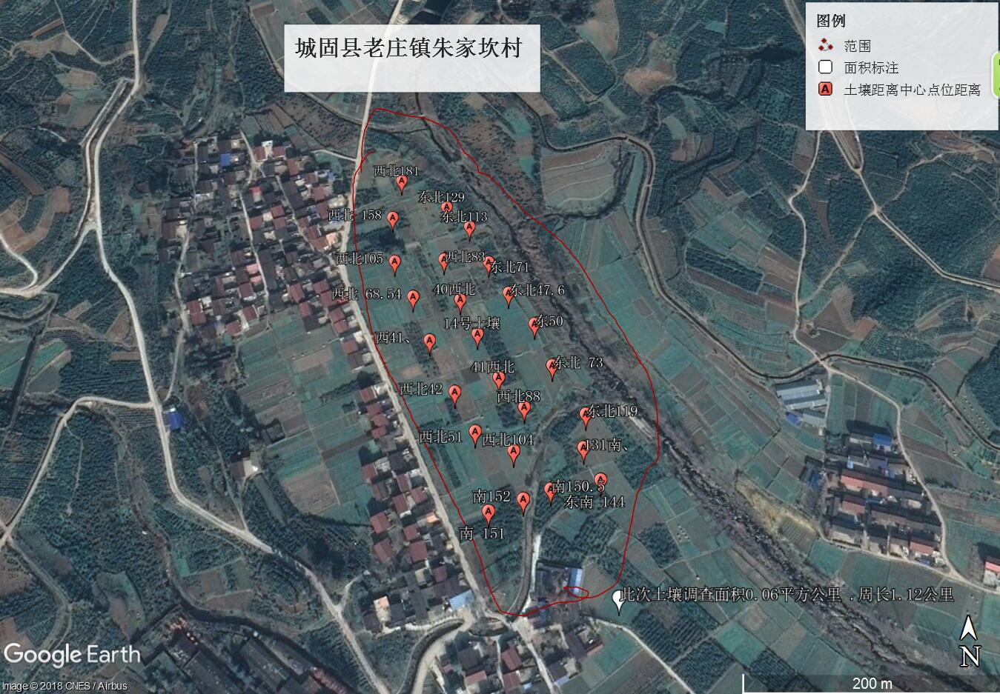 城固县老庄镇朱家坎村
图例
范围
面积标注
A 土壤距离中心点位距离
西北181
东北129
西北 158
东北113
西北105
西北83
东北71
西北 68.54
40西北
东北47.6
14号土壤
东50
西41、
41西北
东北 73
西北42
西北88
东北119
西北51
西北104
131南、
南152
南150.5
东南 144
南 151
此次土壤调查面积0.06平方公里 .周长1.12公里
N
Google Earth
Image © 2018 CNES / Airbus
200 m